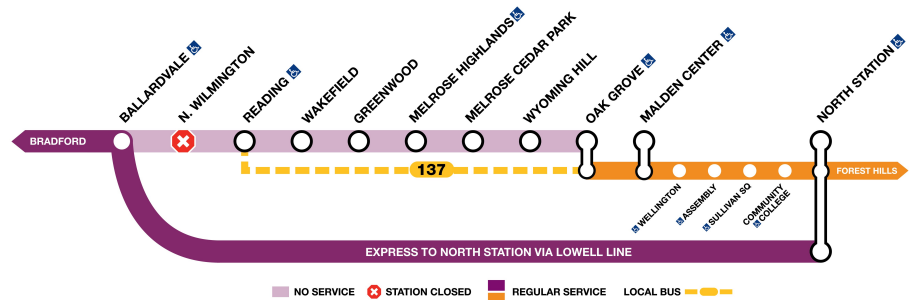 BALLARDVALE
N. WILMINGTON
READING
WAKEFIELD
GREENWOOD
MELROSE HIGHLANDS
MELROSE CEDAR PARK
WYOMING HILL
OAK GROVE
MALDEN CENTER
NORTH STATION
BRADFORD
137
FOREST HILLS
WELLINGTON
ASSEMBLY
SULLIVAN SQ
COMMUNITY
COLLEGE
EXPRESS TO NORTH STATION VIA LOWELL LINE
NO SERVICE
STATION CLOSED
REGULAR SERVICE
LOCAL BUS